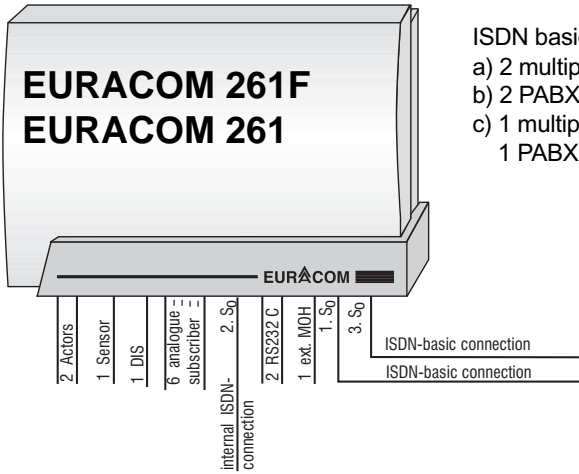 EURACOM 261F
EURACOM 261
ISDN basi
a) 2 multip
b) 2 PABX
c) 1 multip
1 PABX
EURACOM
2 Actors
1 Sensor
1 DIS
6 analogue
subscriber
2. S0
internal ISDN-
connection
2 RS232 C
1 ext. MOH
1. S0
3. S0
ISDN-basic connection
ISDN-basic connection